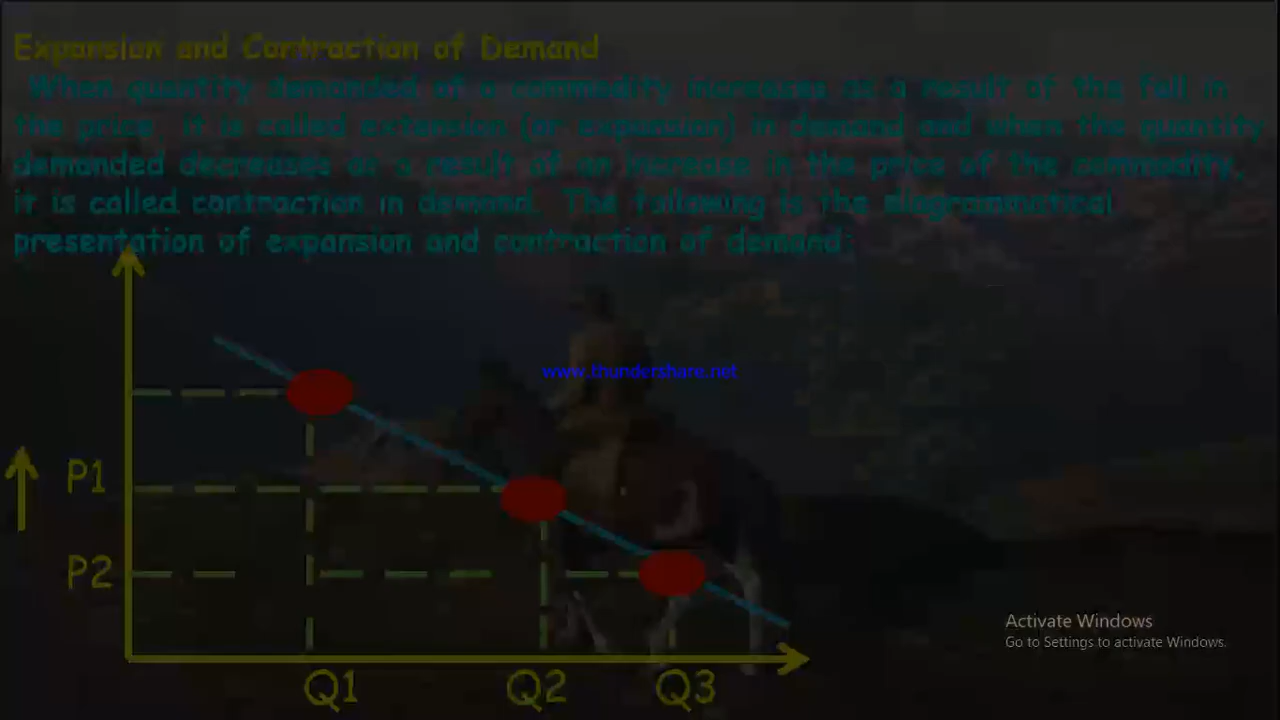 Expansion and Contraction of Demand
When quantity demanded of a commodity increases as a result of the fall in
the price it is called extension (or expansion) in demand and when the quantity
demanded decreases as a result of an increase in the price of the commodity,
it is called contraction in demand. The following is the diagrammatical
presentation of expansion and contraction of demand:
www.thundershare.net
P1
P2
Activate Windows
Go to Settings to activate Windows.
Q1 Q2 Q3